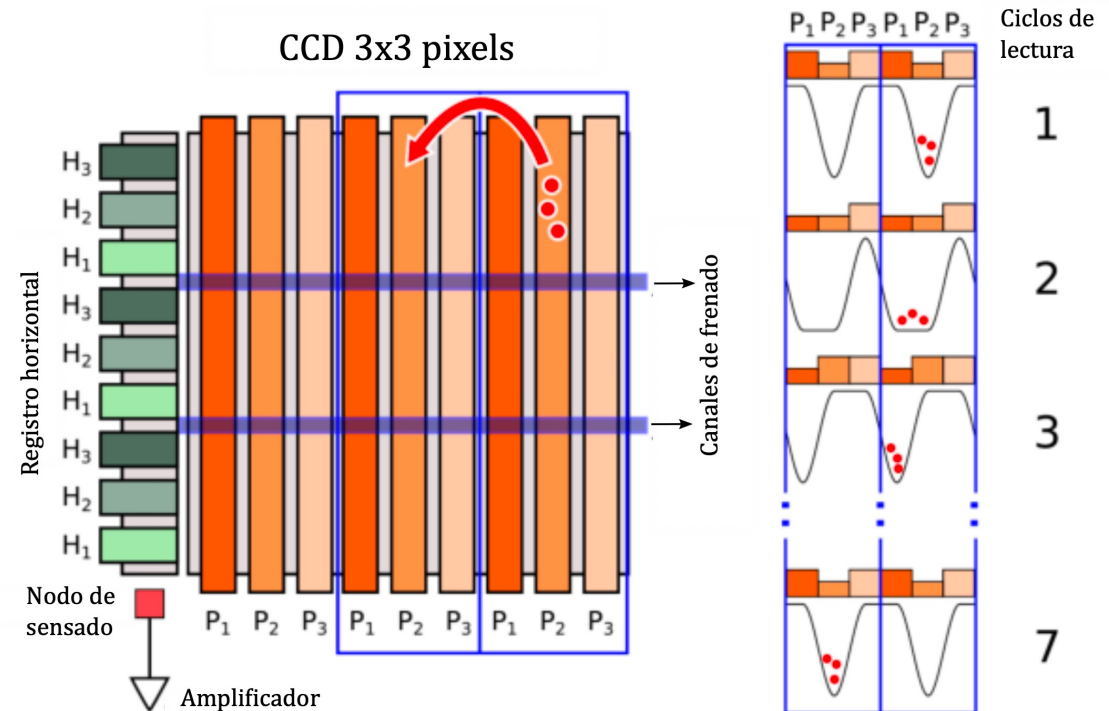 CCD 3x3 pixels
P1 P2 P3 P1 P2 P3
Ciclos de
lectura
1
2
3
7
H3
H2
H1
H3
H2
H1
H3
H2
H1
Registro horizontal
Canales de frenado
Nodo de
sensado
Amplificador
P1 P2 P3 P1 P2 P3 P1 P2 P3